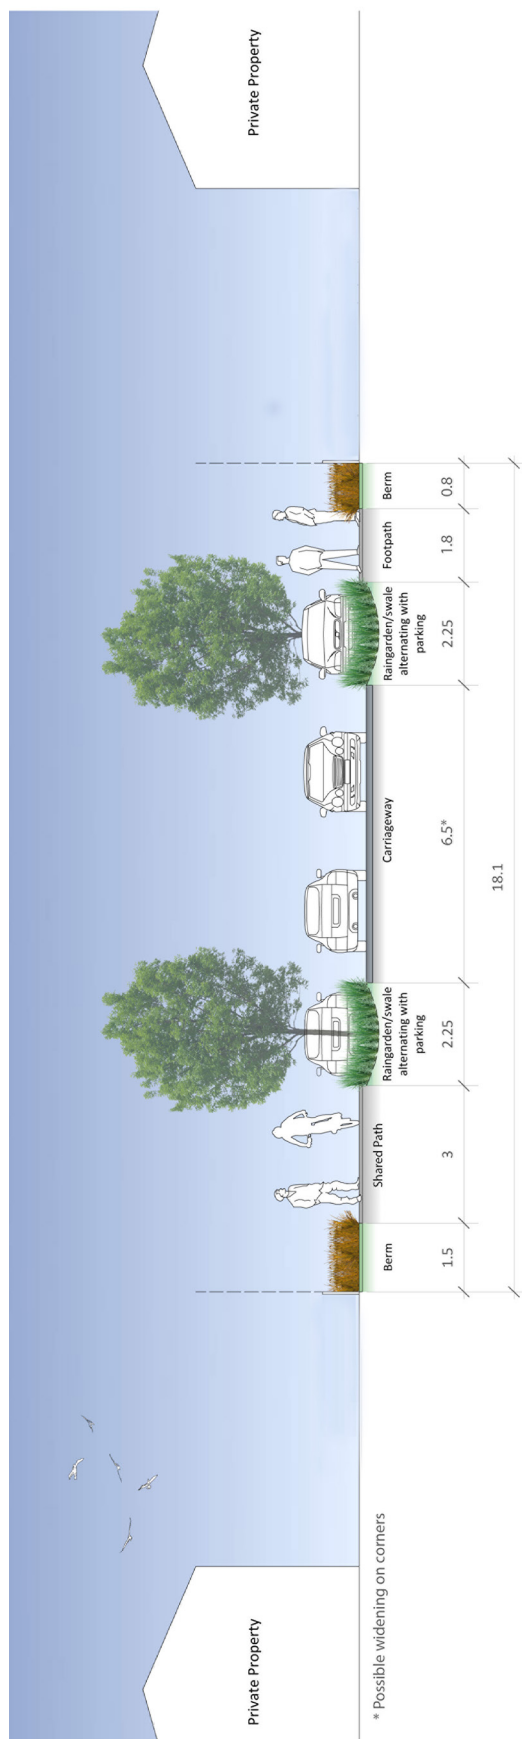 Private Property
Private Property
Berm
Shared Path
Raingarden/swale
alternating with
parking
Carriageway
Raingarden/swale
alternating with
parking
Footpath
Berm
1.5
3
2.25
6.5*
2.25
1.8
0.8
18.1
* Possible widening on corners